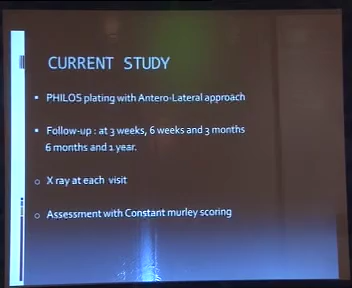 CURRENT STUDY
PHILOS plating with Antero-Lateral approach
Follow-up : at 3 weeks, 6 weeks and 3 months
6 months and 1 year.
X ray at each visit
Assessment with Constant murley scoring